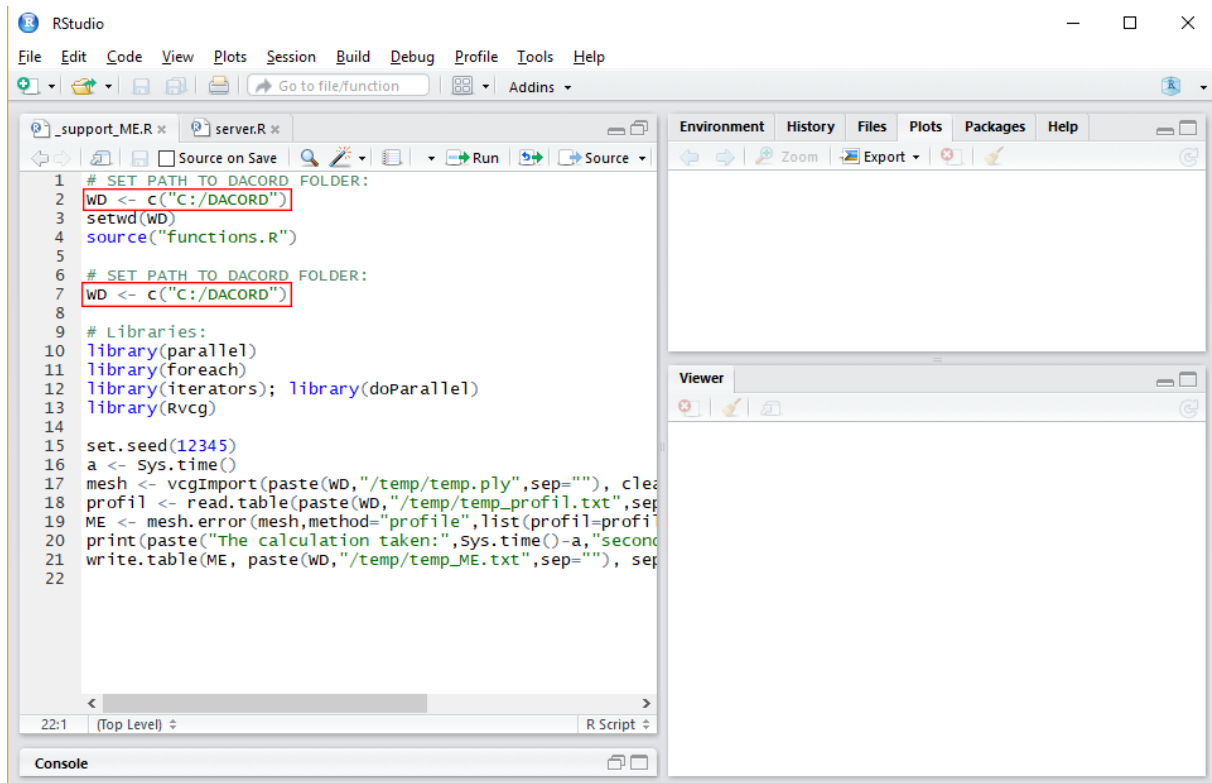 RStudio
File Edit Code View Plots Session Build Debug Profile Tools Help
Go to file/function Addins
_support_ME.R server.R
Source on Save Run Source
1 # SET PATH TO DACORD FOLDER:
2 WD <- c("C:/DACORD")
3 setwd(WD)
4 source("functions.R")
5
6 # SET PATH TO DACORD FOLDER:
7 WD <- c("C:/DACORD")
8
9 # Libraries:
10 library(parallel)
11 library(foreach)
12 library(iterators); library(doParallel)
13 library(Rvcg)
14
15 set.seed(12345)
16 a <- Sys.time()
17 mesh <- vcgImport(paste(WD,"/temp/temp.ply",sep=""), clea
18 profil <- read.table(paste(WD,"/temp/temp_profil.txt",sep
19 ME <- mesh.error(mesh,method="profile",list(profil=profil
20 print(paste("The calculation taken:",Sys.time()-a,"second
21 write.table(ME, paste(WD,"/temp/temp_ME.txt",sep=""), sep
22
22:1 (Top Level) R Script
Console
Environment History Files Plots Packages Help
Zoom Export
Viewer